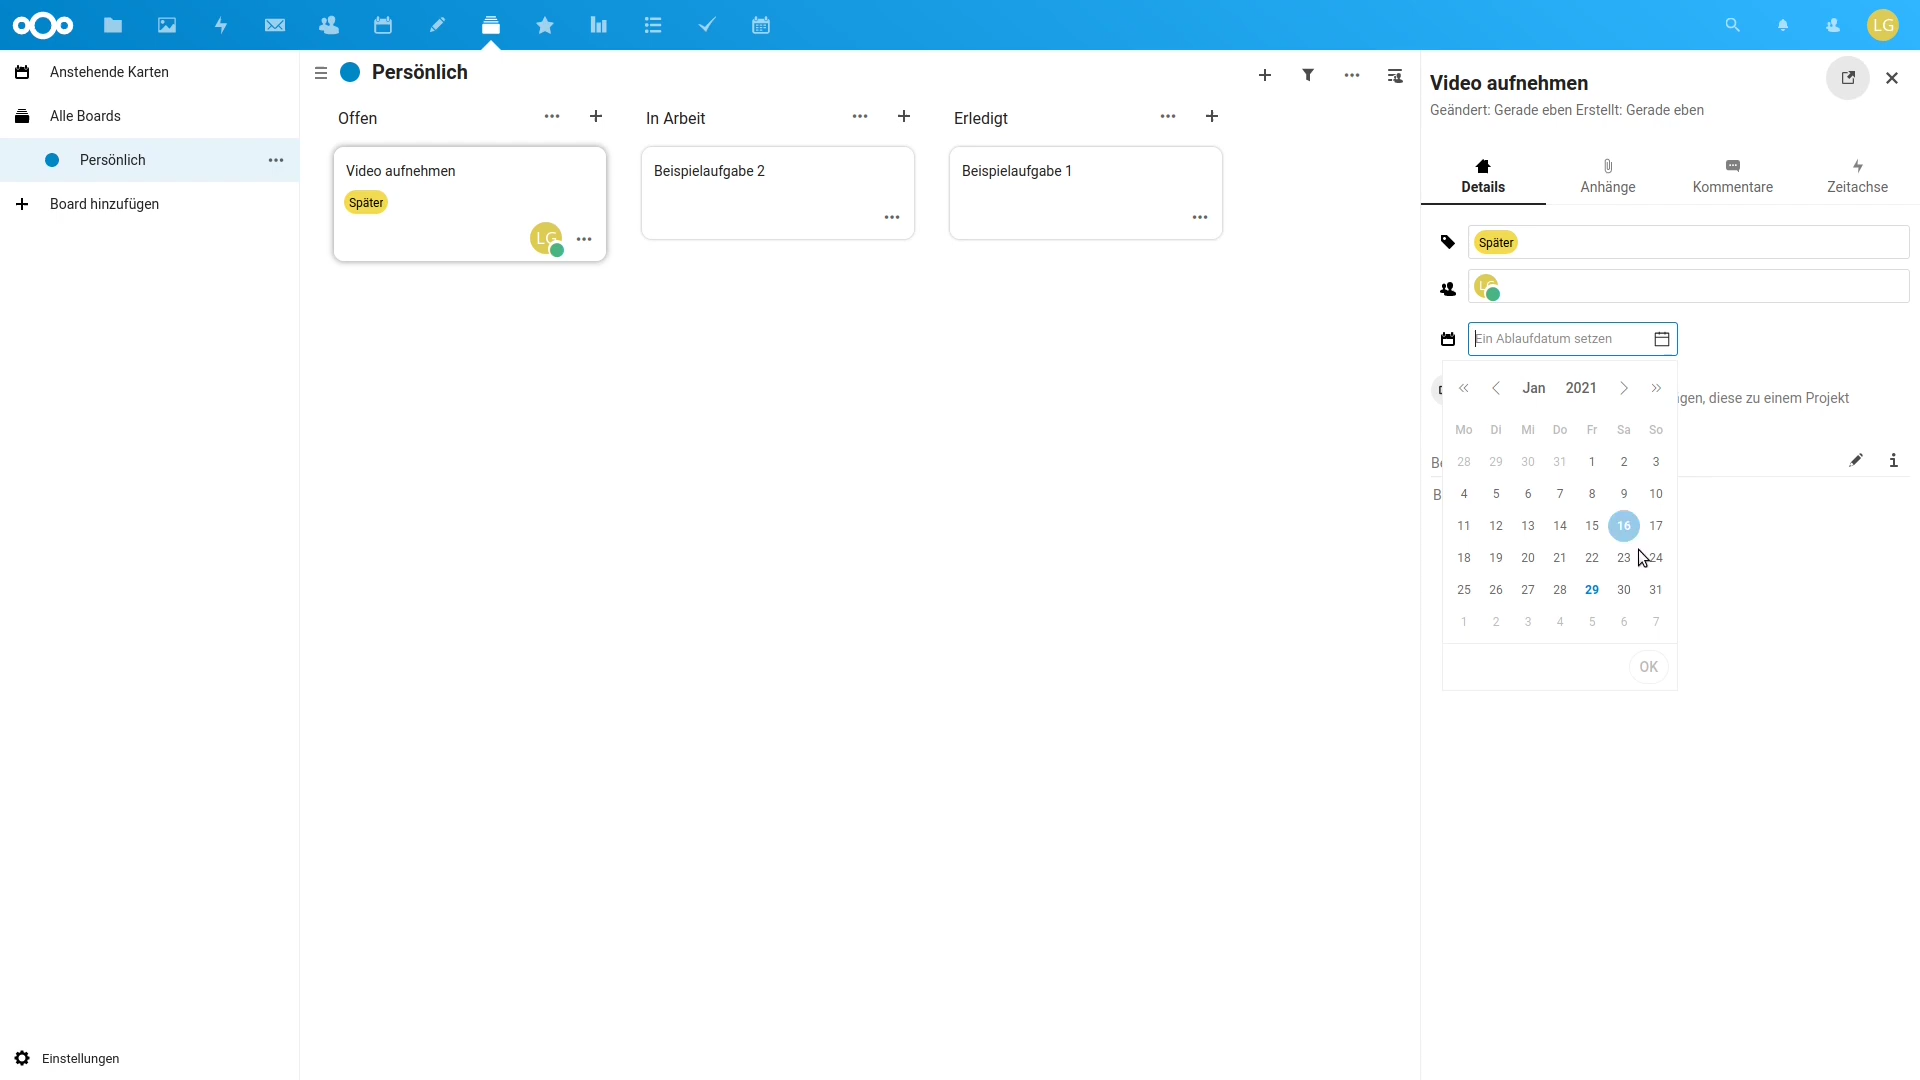 LG
Anstehende Karten
Alle Boards
Persönlich
Board hinzufügen
Einstellungen
Persönlich
Offen
In Arbeit
Erledigt
Video aufnehmen
Später
LG
Beispielaufgabe 2
Beispielaufgabe 1
Video aufnehmen
Geändert: Gerade eben Erstellt: Gerade eben
Details
Anhänge
Kommentare
Zeitachse
Später
LG
Ein Ablaufdatum setzen
Jan 2021
Mo Di Mi Do Fr Sa So
28 29 30 31 1 2 3
4 5 6 7 8 9 10
11 12 13 14 15 16 17
18 19 20 21 22 23 24
25 26 27 28 29 30 31
1 2 3 4 5 6 7
OK
diese zu einem Projekt